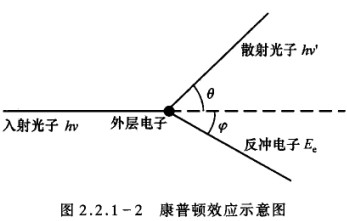 散射光子 hν'
θ
入射光子 hν
外层电子
φ
反冲电子 Eₑ
图 2.2.1-2 康普顿效应示意图